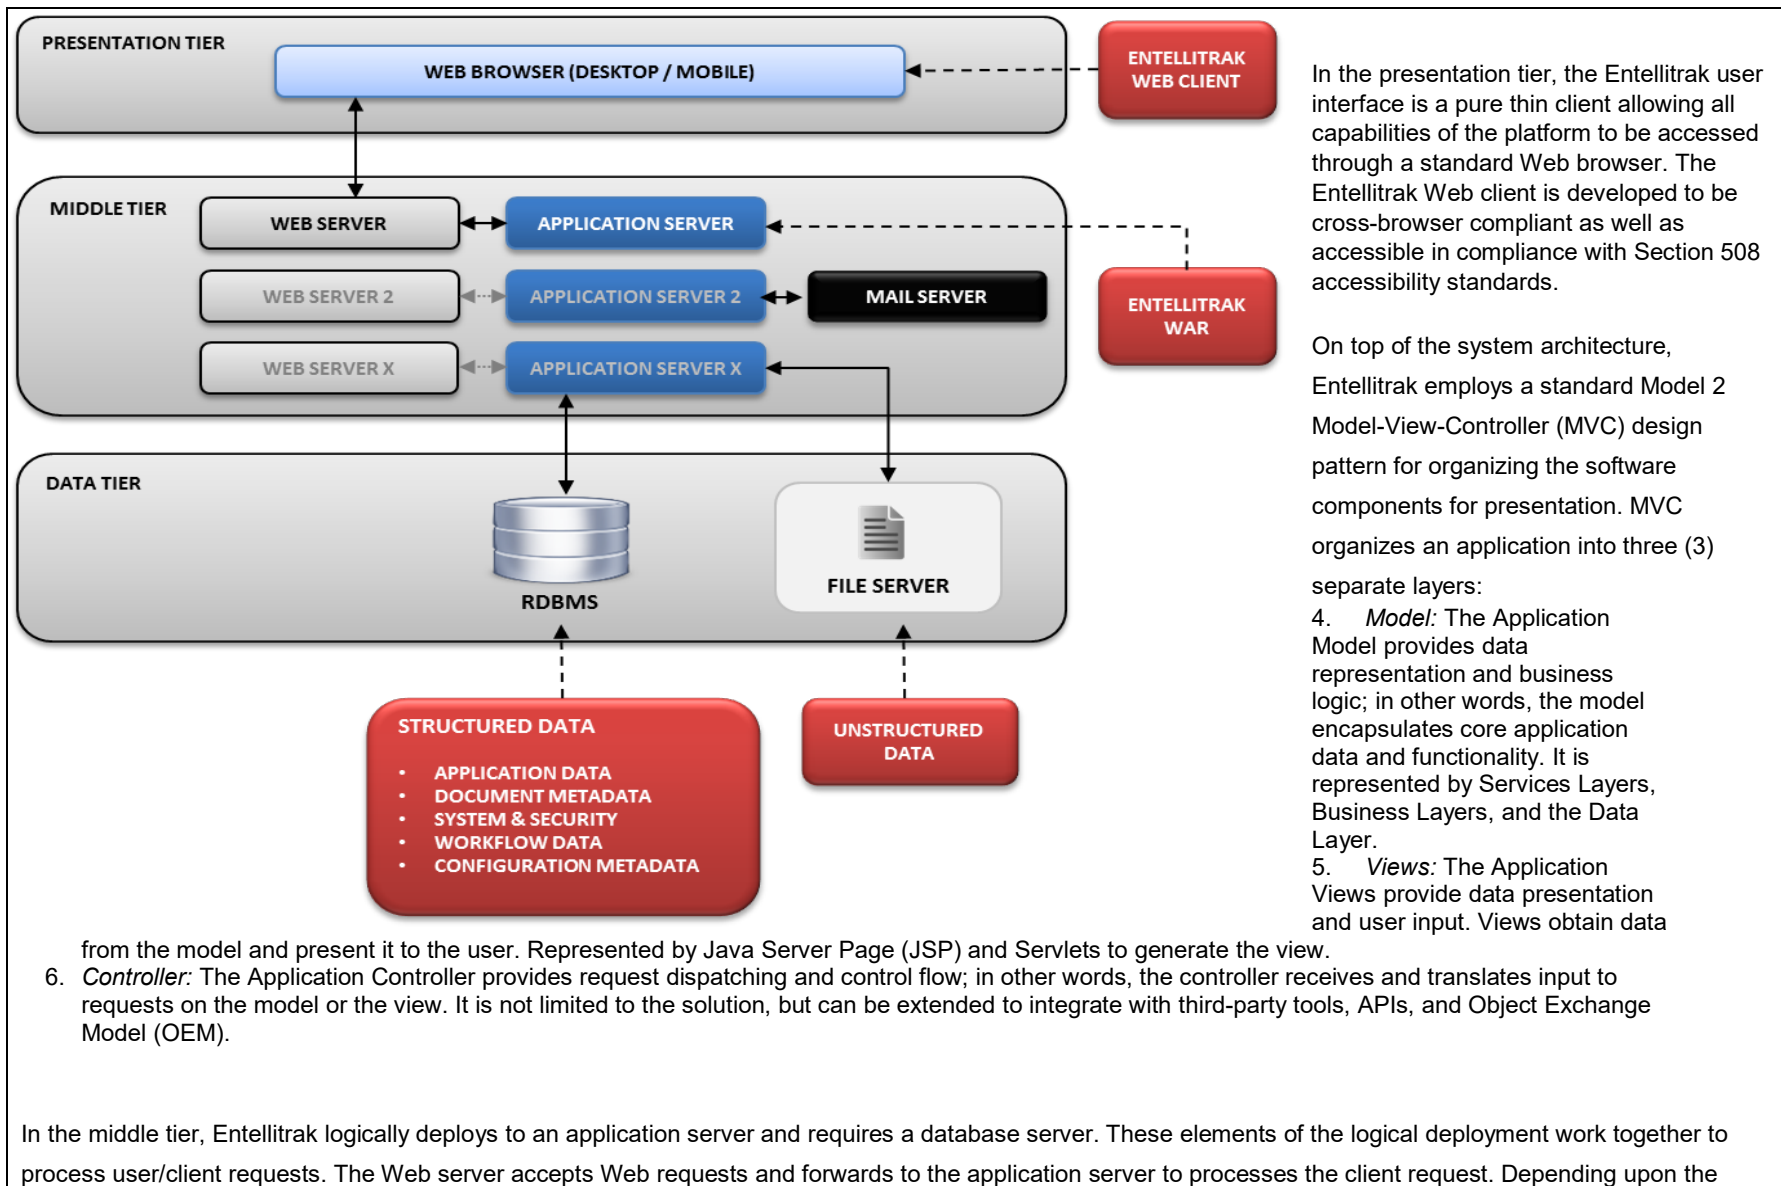 PRESENTATION TIER
WEB BROWSER (DESKTOP / MOBILE)
ENTELLITRAK
WEB CLIENT
MIDDLE TIER
WEB SERVER
APPLICATION SERVER
WEB SERVER 2
APPLICATION SERVER 2
MAIL SERVER
ENTELLITRAK
WAR
WEB SERVER X
APPLICATION SERVER X
DATA TIER
RDBMS
FILE SERVER
STRUCTURED DATA
• APPLICATION DATA
• DOCUMENT METADATA
• SYSTEM & SECURITY
• WORKFLOW DATA
• CONFIGURATION METADATA
UNSTRUCTURED
DATA
In the presentation tier, the Entellitrak user
interface is a pure thin client allowing all
capabilities of the platform to be accessed
through a standard Web browser. The
Entellitrak Web client is developed to be
cross-browser compliant as well as
accessible in compliance with Section 508
accessibility standards.
On top of the system architecture,
Entellitrak employs a standard Model 2
Model-View-Controller (MVC) design
pattern for organizing the software
components for presentation. MVC
organizes an application into three (3)
separate layers:
4. Model: The Application
Model provides data
representation and business
logic; in other words, the model
encapsulates core application
data and functionality. It is
represented by Services Layers,
Business Layers, and the Data
Layer.
5. Views: The Application
Views provide data presentation
and user input. Views obtain data
from the model and present it to the user. Represented by Java Server Page (JSP) and Servlets to generate the view.
6. Controller: The Application Controller provides request dispatching and control flow; in other words, the controller receives and translates input to
requests on the model or the view. It is not limited to the solution, but can be extended to integrate with third-party tools, APIs, and Object Exchange
Model (OEM).
In the middle tier, Entellitrak logically deploys to an application server and requires a database server. These elements of the logical deployment work together to
process user/client requests. The Web server accepts Web requests and forwards to the application server to processes the client request. Depending upon the